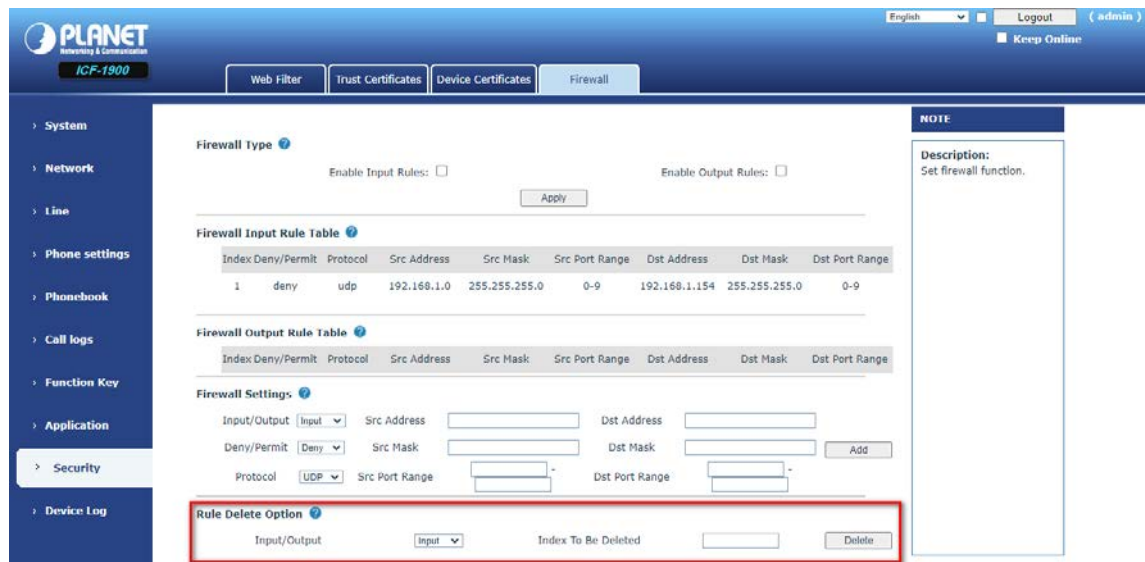 English Logout ( admin )
PLANET
Networking & Communication
Keep Online
ICF-1900
Web Filter Trust Certificates Device Certificates Firewall
› System
› Network
› Line
› Phone settings
› Phonebook
› Call logs
› Function Key
› Application
› Security
› Device Log
Firewall Type ?
Enable Input Rules: Enable Output Rules:
Apply
Firewall Input Rule Table ?
Index Deny/Permit Protocol Src Address Src Mask Src Port Range Dst Address Dst Mask Dst Port Range
1 deny udp 192.168.1.0 255.255.255.0 0-9 192.168.1.154 255.255.255.0 0-9
Firewall Output Rule Table ?
Index Deny/Permit Protocol Src Address Src Mask Src Port Range Dst Address Dst Mask Dst Port Range
Firewall Settings ?
Input/Output Input Src Address Dst Address
Deny/Permit Deny Src Mask Dst Mask Add
Protocol UDP Src Port Range - Dst Port Range -
Rule Delete Option ?
Input/Output Input Index To Be Deleted Delete
NOTE
Description:
Set firewall function.